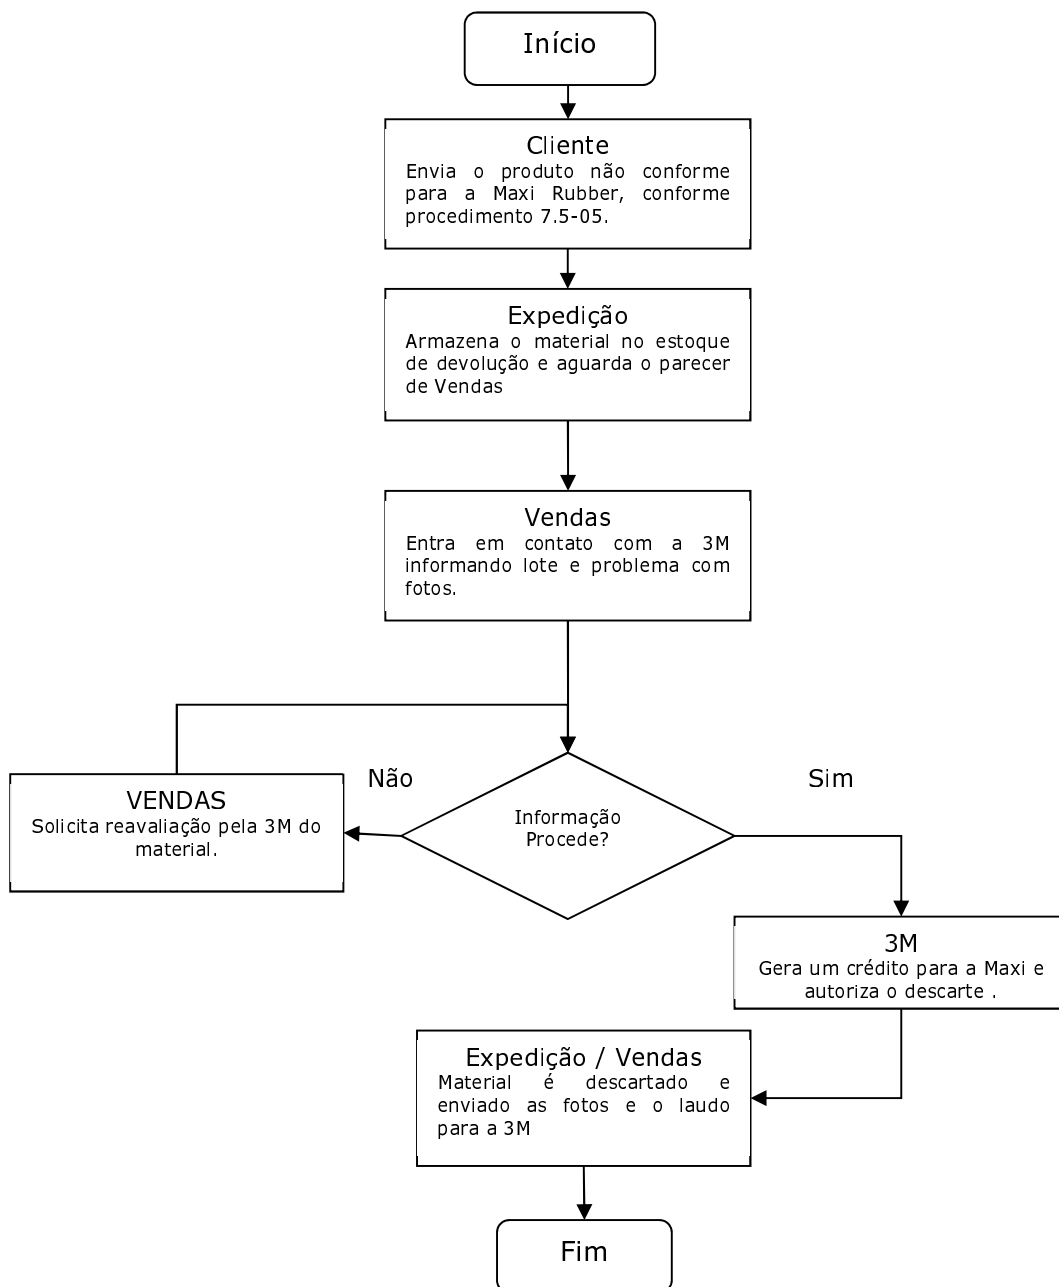 Início
Cliente
Envia o produto não conforme
para a Maxi Rubber, conforme
procedimento 7.5-05.
Expedição
Armazena o material no estoque
de devolução e aguarda o parecer
de Vendas
Vendas
Entra em contato com a 3M
informando lote e problema com
fotos.
Não
Sim
VENDAS
Solicita reavaliação pela 3M do
material.
Informação
Procede?
3M
Gera um crédito para a Maxi e
autoriza o descarte .
Expedição / Vendas
Material é descartado e
enviado as fotos e o laudo
para a 3M
Fim